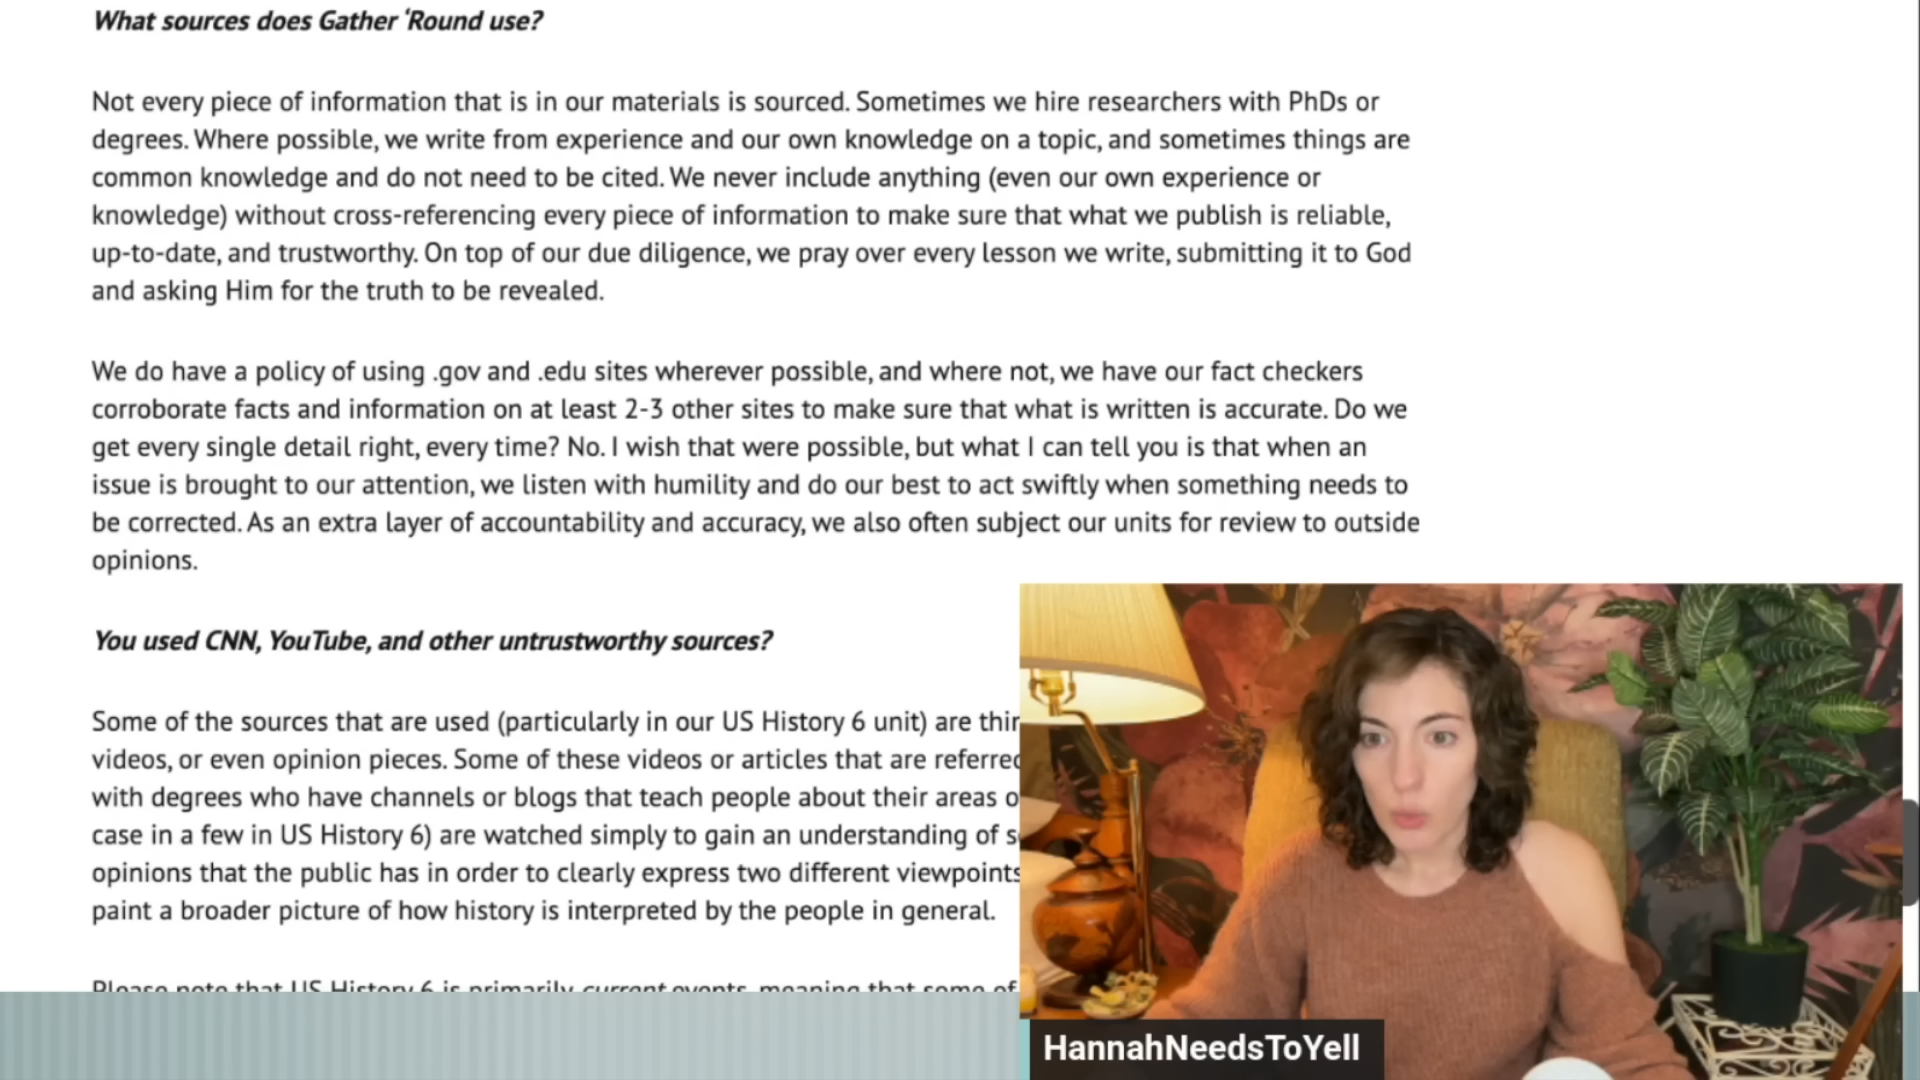 What sources does Gather ‘Round use?
Not every piece of information that is in our materials is sourced. Sometimes we hire researchers with PhDs or
degrees. Where possible, we write from experience and our own knowledge on a topic, and sometimes things are
common knowledge and do not need to be cited. We never include anything (even our own experience or
knowledge) without cross-referencing every piece of information to make sure that what we publish is reliable,
up-to-date, and trustworthy. On top of our due diligence, we pray over every lesson we write, submitting it to God
and asking Him for the truth to be revealed.
We do have a policy of using .gov and .edu sites wherever possible, and where not, we have our fact checkers
corroborate facts and information on at least 2-3 other sites to make sure that what is written is accurate. Do we
get every single detail right, every time? No. I wish that were possible, but what I can tell you is that when an
issue is brought to our attention, we listen with humility and do our best to act swiftly when something needs to
be corrected. As an extra layer of accountability and accuracy, we also often subject our units for review to outside
opinions.
You used CNN, YouTube, and other untrustworthy sources?
Some of the sources that are used (particularly in our US History 6 unit) are
videos, or even opinion pieces. Some of these videos or articles that are
with degrees who have channels or blogs that teach people about their areas
case in a few in US History 6) are watched simply to gain an understanding of
opinions that the public has in order to clearly express two different viewpoints
paint a broader picture of how history is interpreted by the people in general.
Please note that US History 6 is primarily current events, meaning that some of
HannahNeedsToYell